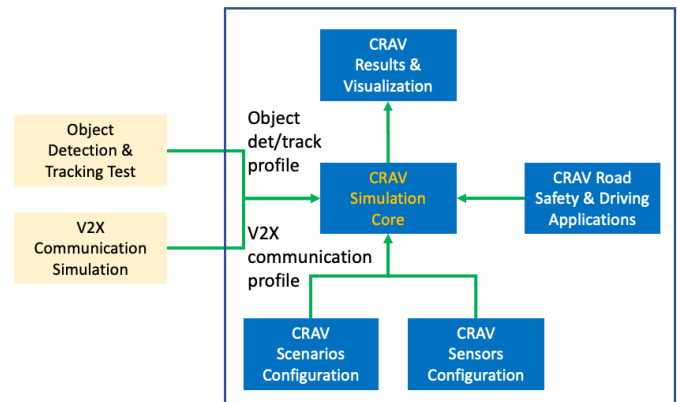 CRAV
Results &
Visualization
Object
det/track
profile
Object
Detection &
Tracking Test
CRAV
Simulation
Core
CRAV Road
Safety & Driving
Applications
V2X
Communication
Simulation
V2X
communication
profile
CRAV
Scenarios
Configuration
CRAV
Sensors
Configuration